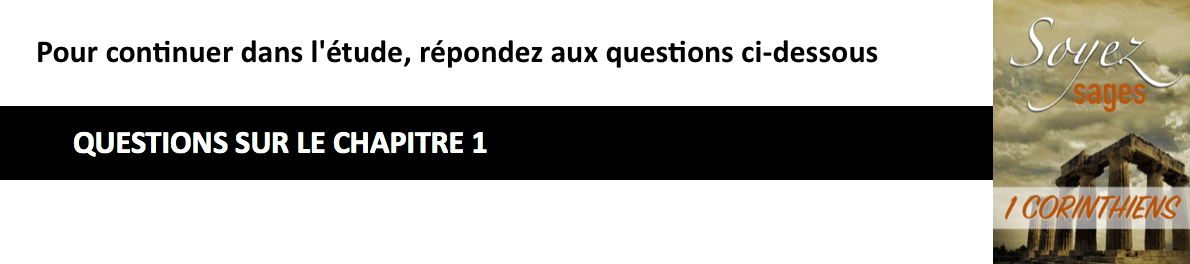 Pour continuer dans l'étude, répondez aux questions ci-dessous
QUESTIONS SUR LE CHAPITRE 1
Soyez
sages
1 CORINTHIENS